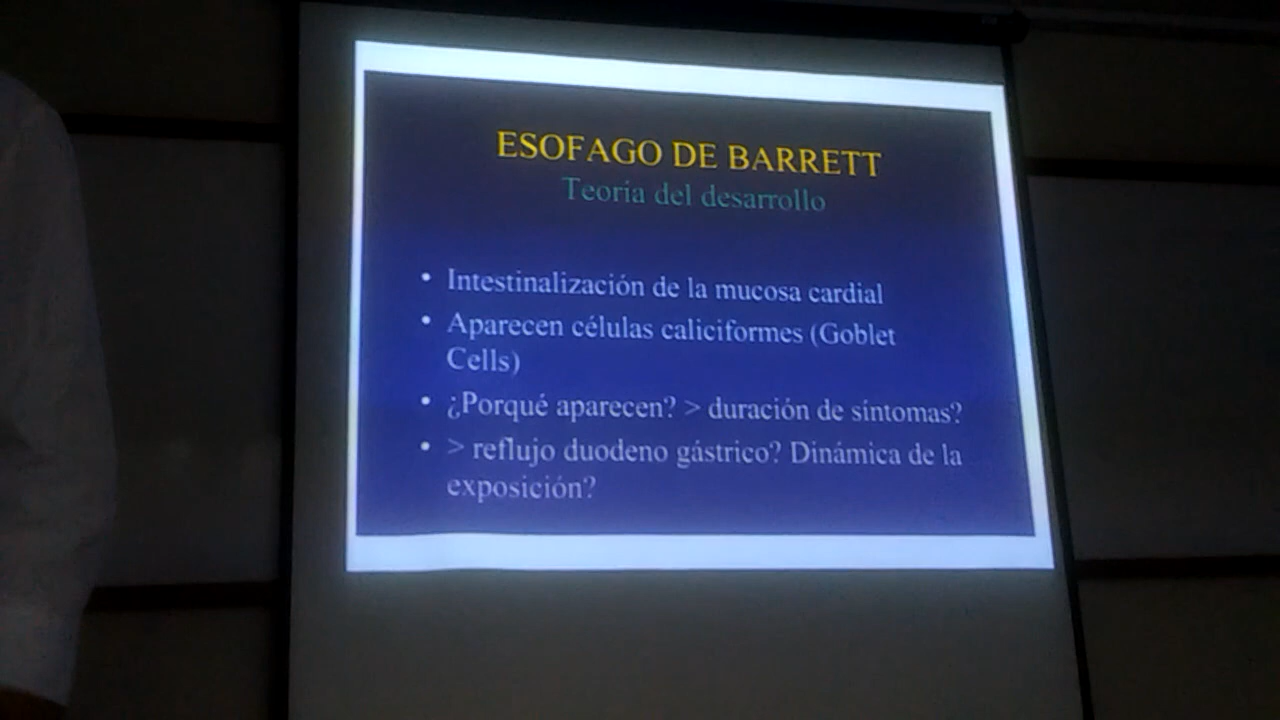 ESOFAGO DE BARRETT
Teoría del desarrollo
• Intestinalización de la mucosa cardial
• Aparecen células caliciformes (Goblet
Cells)
• ¿Porqué aparecen? > duración de síntomas?
• > reflujo duodeno gástrico? Dinámica de la
exposición?